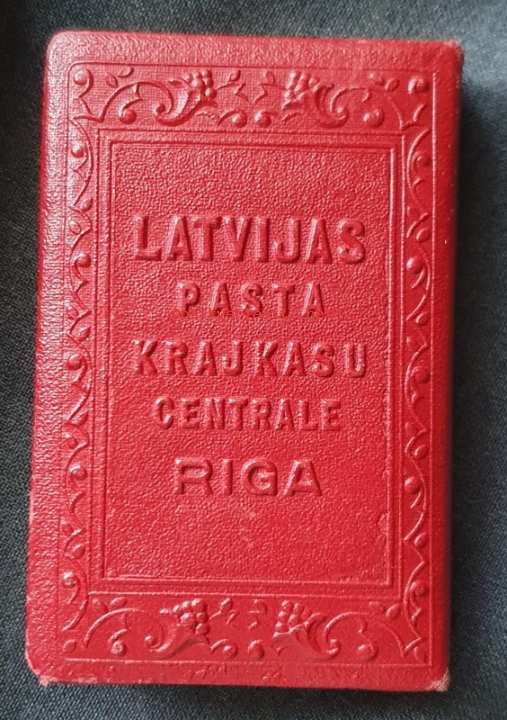 LATVIJAS
PASTA
KRAJKASU
CENTRALE
RIGA